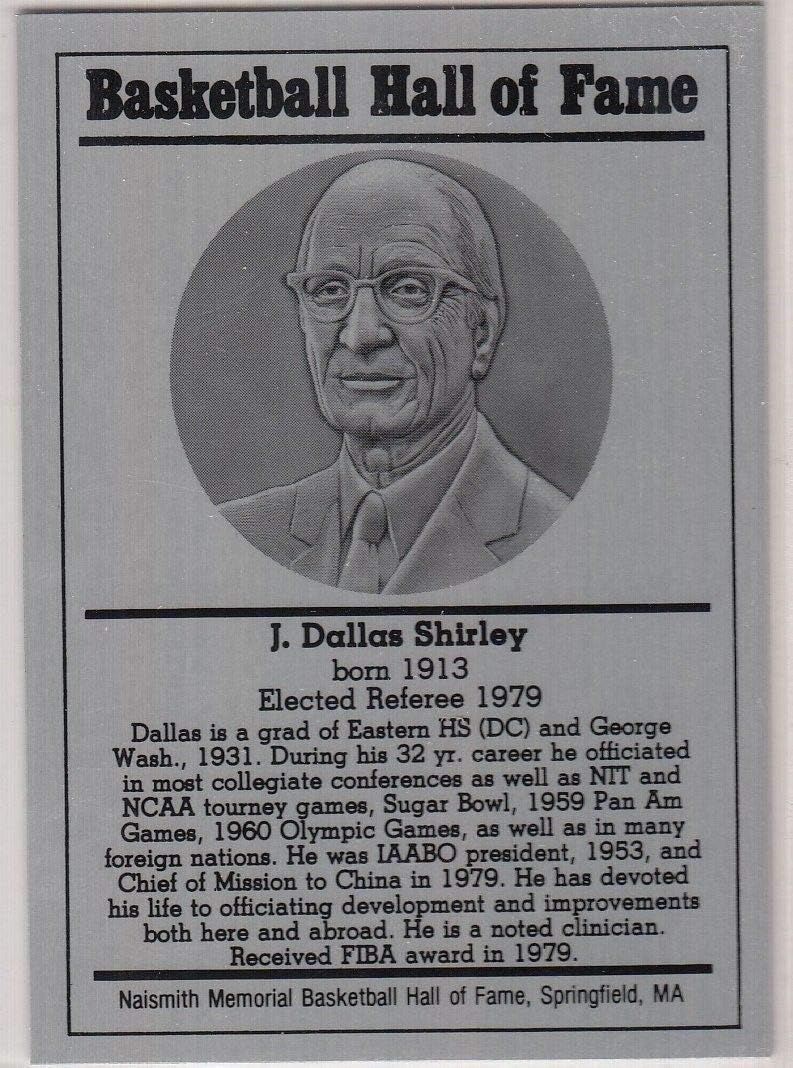 Basketball Hall of Fame
J. Dallas Shirley
born 1913
Elected Referee 1979
Dallas is a grad of Eastern HS (DC) and George
Wash., 1931. During his 32 yr. career he officiated
in most collegiate conferences as well as NIT and
NCAA tourney games, Sugar Bowl, 1959 Pan Am
Games, 1960 Olympic Games, as well as in many
foreign nations. He was IAABO president, 1953, and
Chief of Mission to China in 1979. He has devoted
his life to officiating development and improvements
both here and abroad. He is a noted clinician.
Received FIBA award in 1979.
Naismith Memorial Basketball Hall of Fame, Springfield, MA